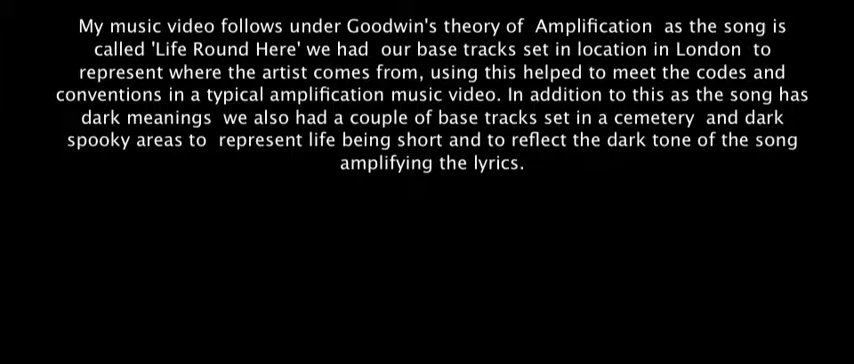 My music video follows under Goodwin's theory of Amplification as the song is
called 'Life Round Here' we had our base tracks set in location in London to
represent where the artist comes from, using this helped to meet the codes and
conventions in a typical amplification music video. In addition to this as the song has
dark meanings we also had a couple of base tracks set in a cemetery and dark
spooky areas to represent life being short and to reflect the dark tone of the song
amplifying the lyrics.